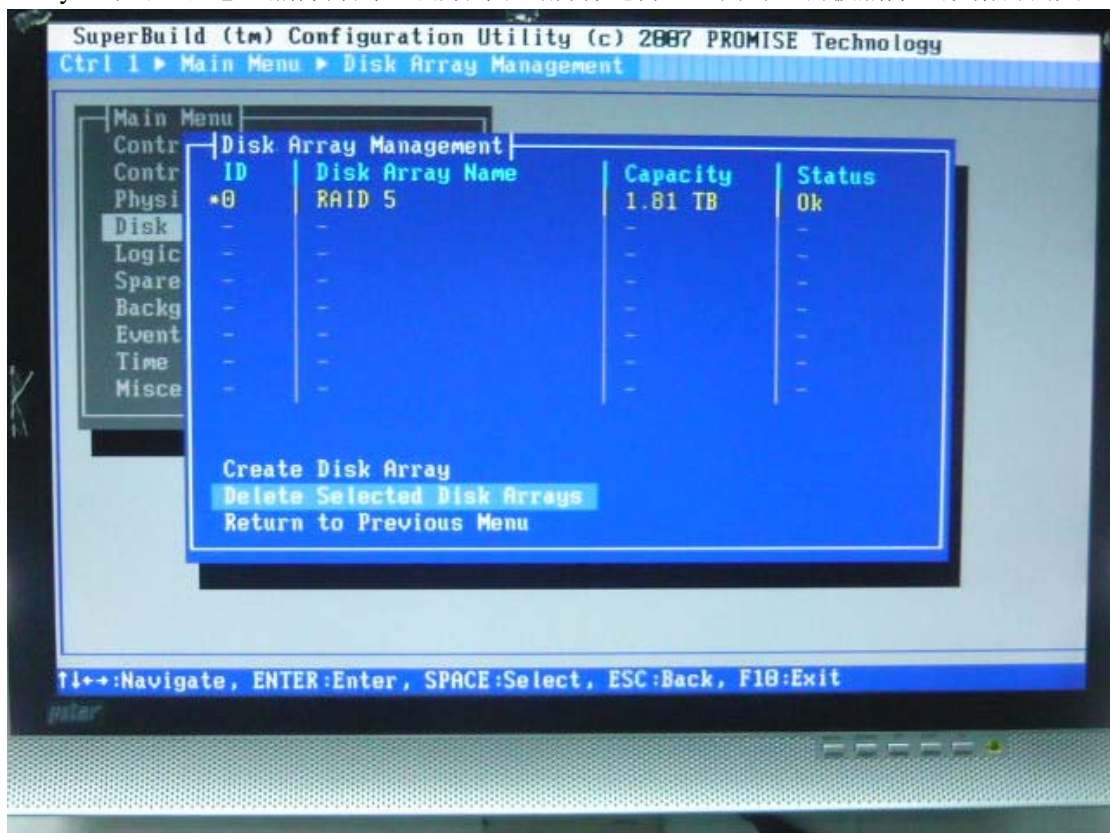 SuperBuild (tm) Configuration Utility (c) 2007 PROMISE Technology
Ctrl 1 ► Main Menu ► Disk Array Management
Main Menu
Contr
Contr
Physi
Disk
Logic
Spare
Backg
Event
Time
Misce
Disk Array Management
ID Disk Array Name Capacity Status
*0 RAID 5 1.81 TB Ok
- - - -
- - - -
- - - -
- - - -
- - - -
- - - -
- - - -
Create Disk Array
Delete Selected Disk Arrays
Return to Previous Menu
↑↓←→:Navigate, ENTER:Enter, SPACE:Select, ESC:Back, F10:Exit